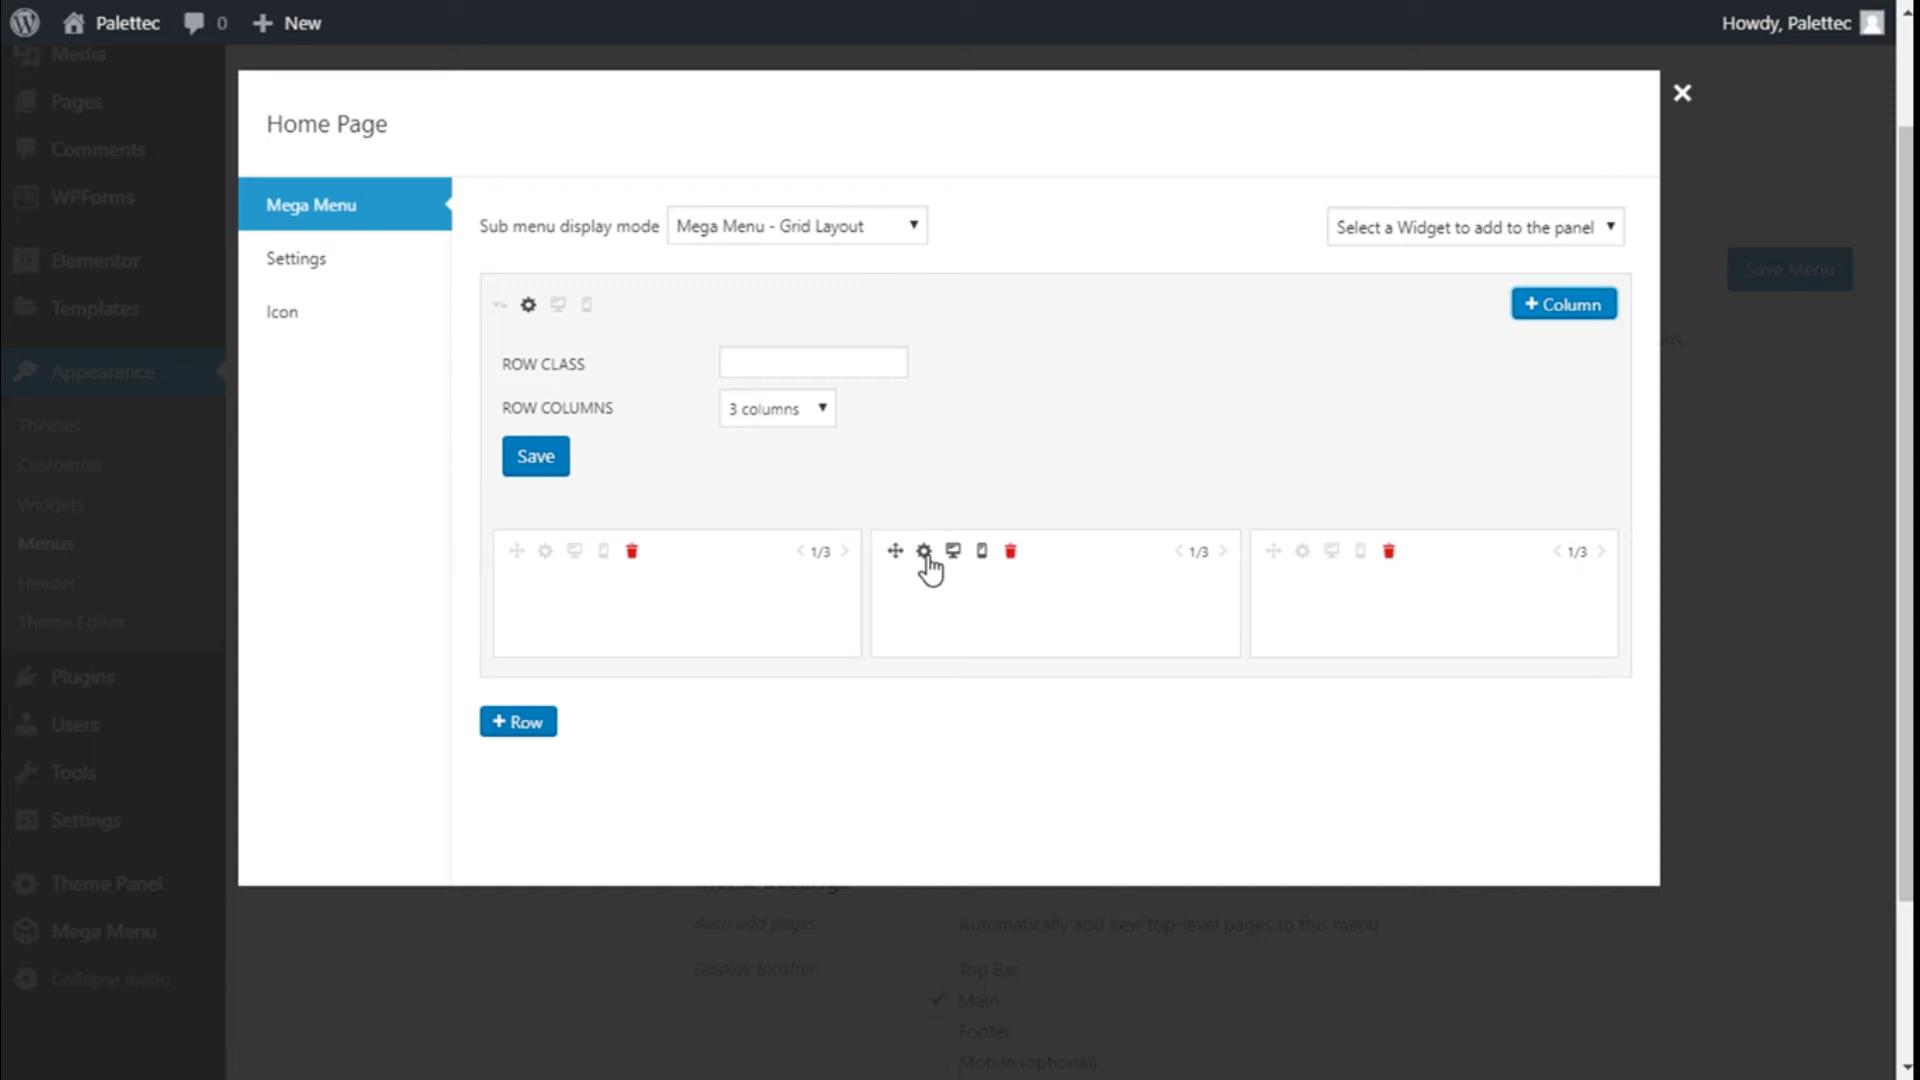 Palettec
0
New
Howdy, Palettec
Media
Pages
Comments
WPForms
Elementor
Templates
Appearance
Themes
Customize
Widgets
Menus
Header
Theme Editor
Plugins
Users
Tools
Settings
Theme Panel
Mega Menu
Collapse menu
Home Page
Mega Menu
Settings
Icon
Sub menu display mode
Mega Menu - Grid Layout
Select a Widget to add to the panel
+ Column
ROW CLASS
ROW COLUMNS
3 columns
Save
1/3
1/3
1/3
+ Row
Save Menu
Auto add pages
Automatically add new top-level pages to this menu
Display location
Top Bar
Main
Footer
Mobile (optional)